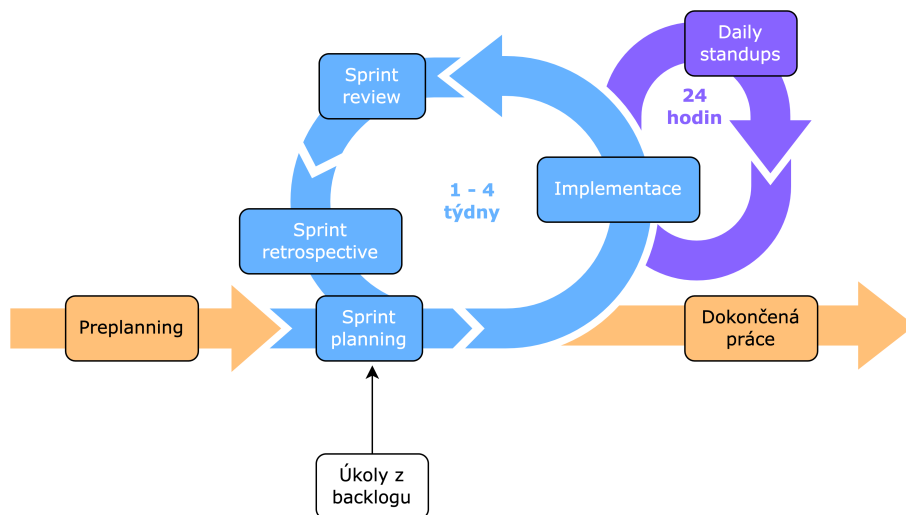 Daily
standups
24
hodin
Sprint
review
Implementace
1 - 4
týdny
Sprint
retrospective
Preplanning
Sprint
planning
Dokončená
práce
Úkoly z
backlogu